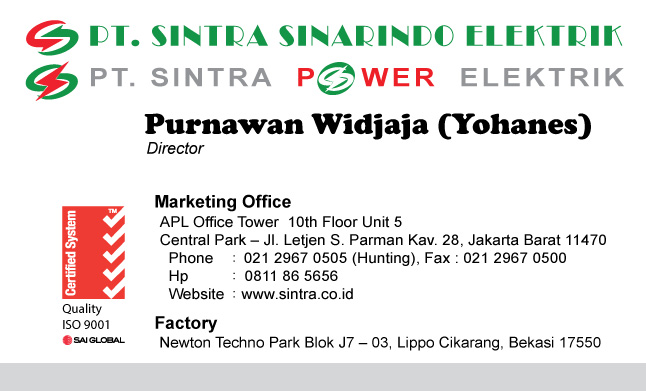 PT. SINTRA SINARINDO ELEKTRIK
PT. SINTRA POWER ELEKTRIK
Purnawan Widjaja (Yohanes)
Director
Marketing Office
APL Office Tower 10th Floor Unit 5
Central Park – Jl. Letjen S. Parman Kav. 28, Jakarta Barat 11470
Phone : 021 2967 0505 (Hunting), Fax : 021 2967 0500
Hp : 0811 86 5656
Website : www.sintra.co.id
Certified System
TM
Quality
ISO 9001
SAI GLOBAL
Factory
Newton Techno Park Blok J7 – 03, Lippo Cikarang, Bekasi 17550